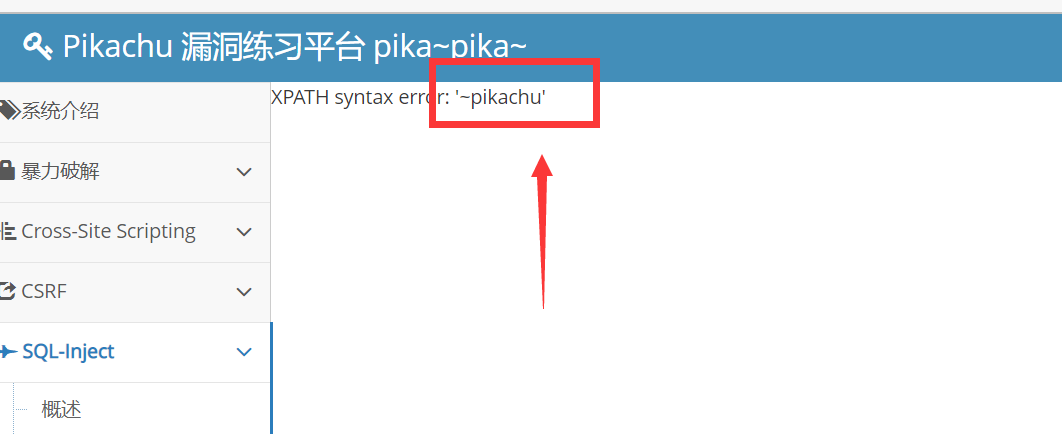 Pikachu 漏洞练习平台 pika~pika~
XPATH syntax error: '~pikachu'
系统介绍
暴力破解
Cross-Site Scripting
CSRF
SQL-Inject
概述